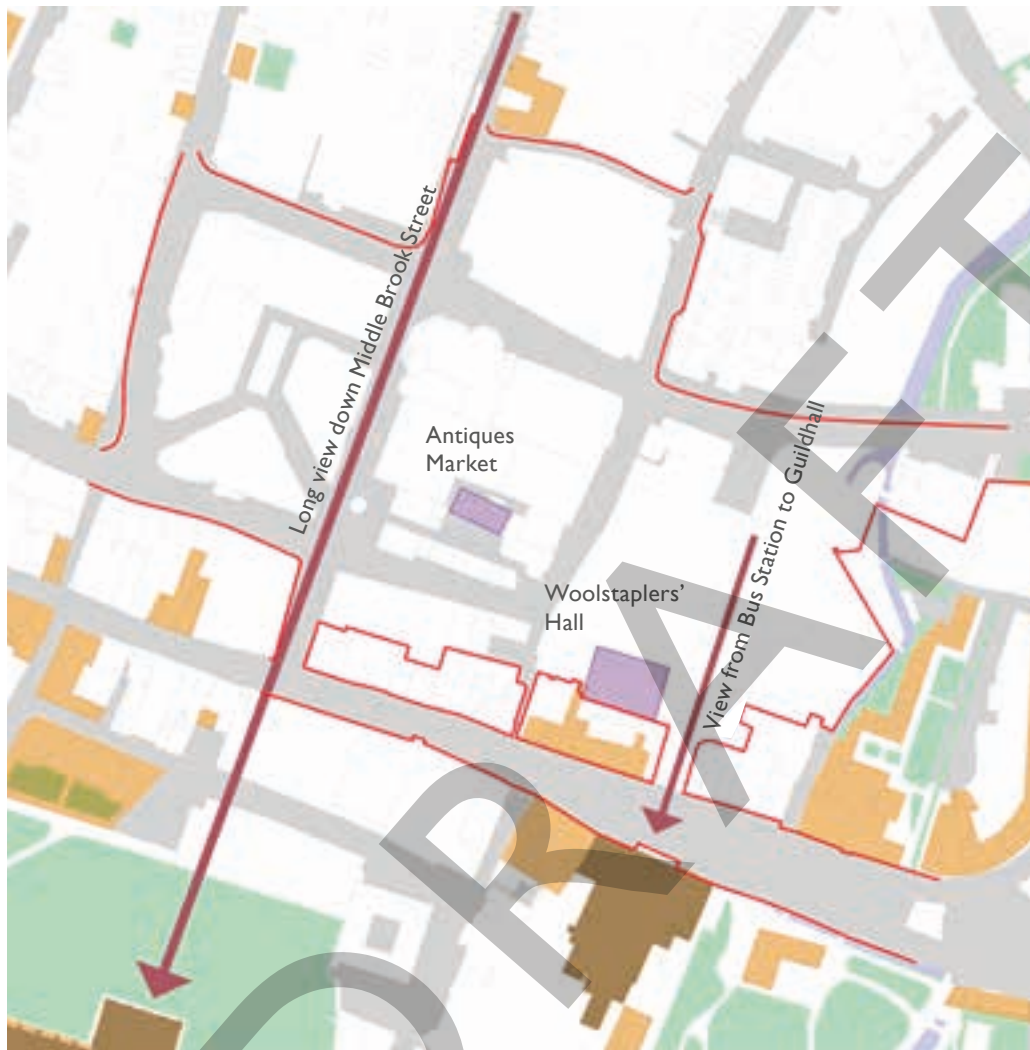 Long view down Middle Brook Street
Antiques
Market
Woolstaplers'
Hall
View from Bus Station to Guildhall
DRAFT